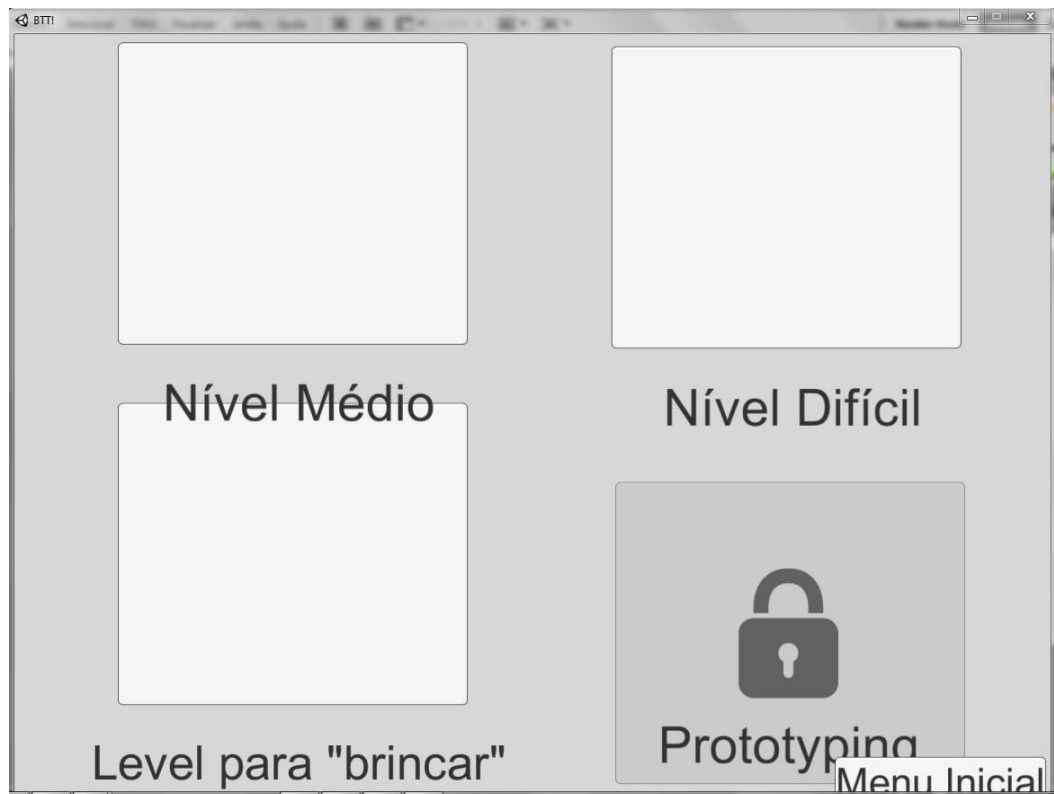 BTT!
Nível Médio
Nível Difícil
Level para "brincar"
Prototyping
Menu Inicial